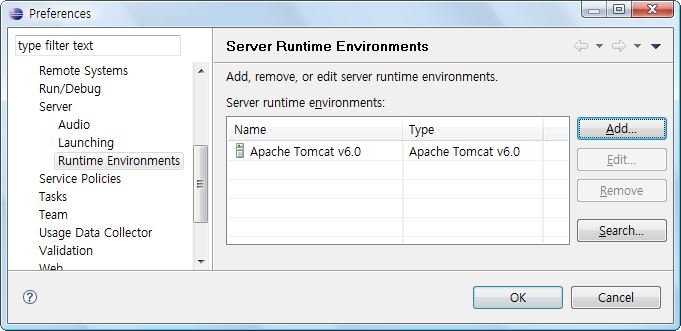 Preferences
type filter text
Remote Systems
Run/Debug
Server
Audio
Launching
Runtime Environments
Service Policies
Tasks
Team
Usage Data Collector
Validation
Web
Server Runtime Environments
Add, remove, or edit server runtime environments.
Server runtime environments:
Name Type
Apache Tomcat v6.0 Apache Tomcat v6.0
Add...
Edit...
Remove
Search...
?
OK Cancel